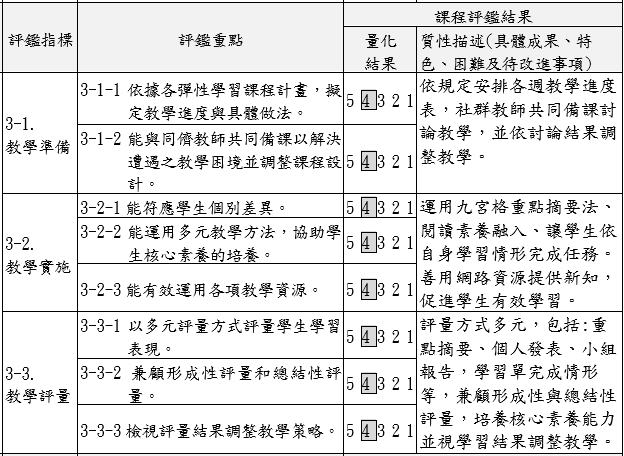 評鑑指標
評鑑重點
課程評鑑結果
量化
結果
質性描述(具體成果、特
色、困難及待改進事項)
3-1.
教學準備
3-1-1 依據各彈性學習課程計畫，擬
定教學進度與具體做法。
5 4 3 2 1
3-1-2 能與同儕教師共同備課以解決
遭遇之教學困境並調整課程設
計。
5 4 3 2 1
依規定安排各週教學進度
表，社群教師共同備課討
論教學，並依討論結果調
整教學。
3-2.
教學實施
3-2-1 能符應學生個別差異。
5 4 3 2 1
3-2-2 能運用多元教學方法，協助學
生核心素養的培養。
5 4 3 2 1
3-2-3 能有效運用各項教學資源。
5 4 3 2 1
運用九宮格重點摘要法、
閱讀素養融入、讓學生依
自身學習情形完成任務。
善用網路資源提供新知，
促進學生有效學習。
3-3.
教學評量
3-3-1 以多元評量方式評量學生學習
表現。
5 4 3 2 1
3-3-2 兼顧形成性評量和總結性評
量。
5 4 3 2 1
3-3-3 檢視評量結果調整教學策略。
5 4 3 2 1
評量方式多元，包括:重
點摘要、個人發表、小組
報告，學習單完成情形
等，兼顧形成性與總結性
評量，培養核心素養能力
並視學習結果調整教學。